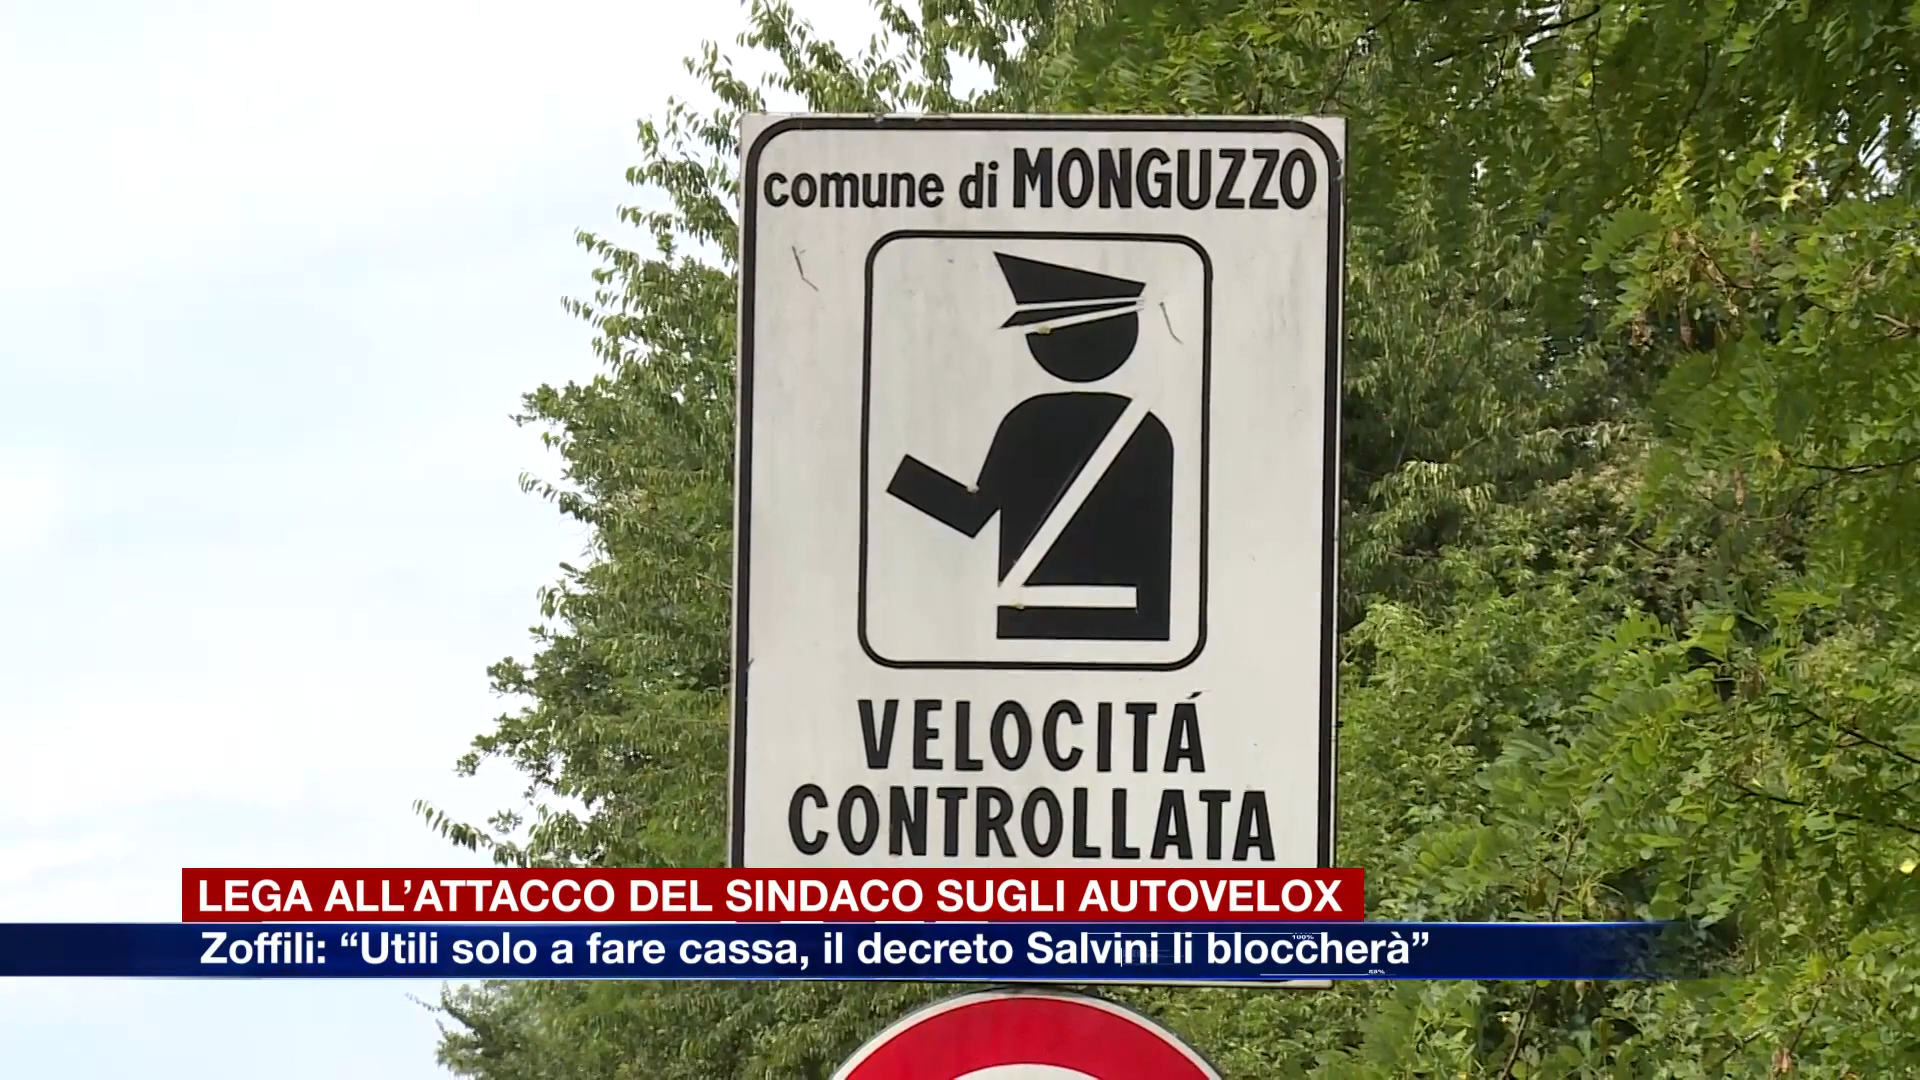 comune di MONGUZZO
VELOCITÁ
CONTROLLATA
LEGA ALL’ATTACCO DEL SINDACO SUGLI AUTOVELOX
Zoffili: “Utili solo a fare cassa, il decreto Salvini li bloccherà”
100%